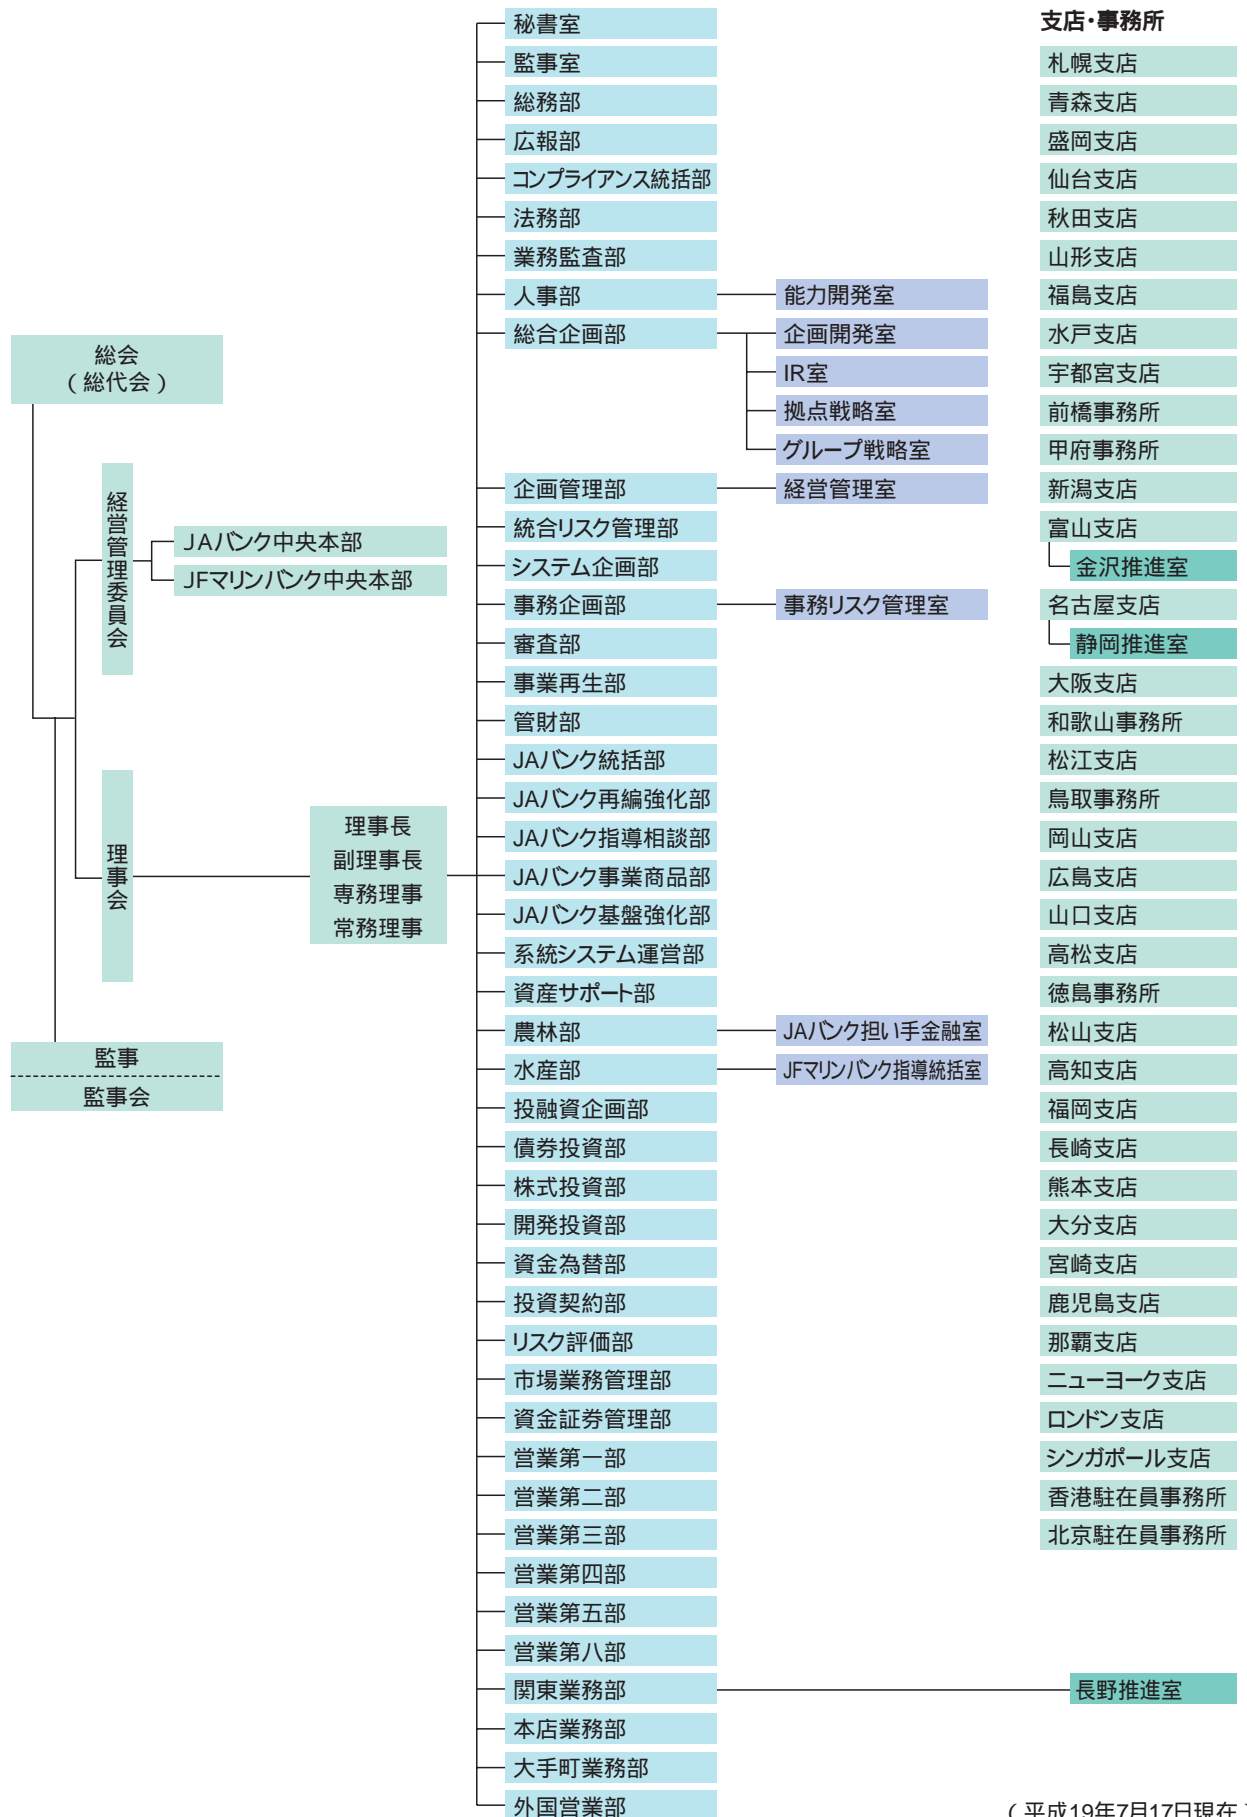 総会
（総代会）
経営管理委員会
JAバンク中央本部
JFマリンバンク中央本部
理事会
理事長
副理事長
専務理事
常務理事
監事
監事会
秘書室
監事室
総務部
広報部
コンプライアンス統括部
法務部
業務監査部
人事部
総合企画部
企画管理部
統合リスク管理部
システム企画部
事務企画部
審査部
事業再生部
管財部
JAバンク統括部
JAバンク再編強化部
JAバンク指導相談部
JAバンク事業商品部
JAバンク基盤強化部
系統システム運営部
資産サポート部
農林部
水産部
投融資企画部
債券投資部
株式投資部
開発投資部
資金為替部
投資契約部
リスク評価部
市場業務管理部
資金証券管理部
営業第一部
営業第二部
営業第三部
営業第四部
営業第五部
営業第八部
関東業務部
本店業務部
大手町業務部
外国営業部
能力開発室
企画開発室
IR室
拠点戦略室
グループ戦略室
経営管理室
事務リスク管理室
JAバンク担い手金融室
JFマリンバンク指導統括室
支店・事務所
札幌支店
青森支店
盛岡支店
仙台支店
秋田支店
山形支店
福島支店
水戸支店
宇都宮支店
前橋事務所
甲府事務所
新潟支店
富山支店
金沢推進室
名古屋支店
静岡推進室
大阪支店
和歌山事務所
松江支店
鳥取事務所
岡山支店
広島支店
山口支店
高松支店
徳島事務所
松山支店
高知支店
福岡支店
長崎支店
熊本支店
大分支店
宮崎支店
鹿児島支店
那覇支店
ニューヨーク支店
ロンドン支店
シンガポール支店
香港駐在員事務所
北京駐在員事務所
長野推進室
（平成19年7月17日現在）